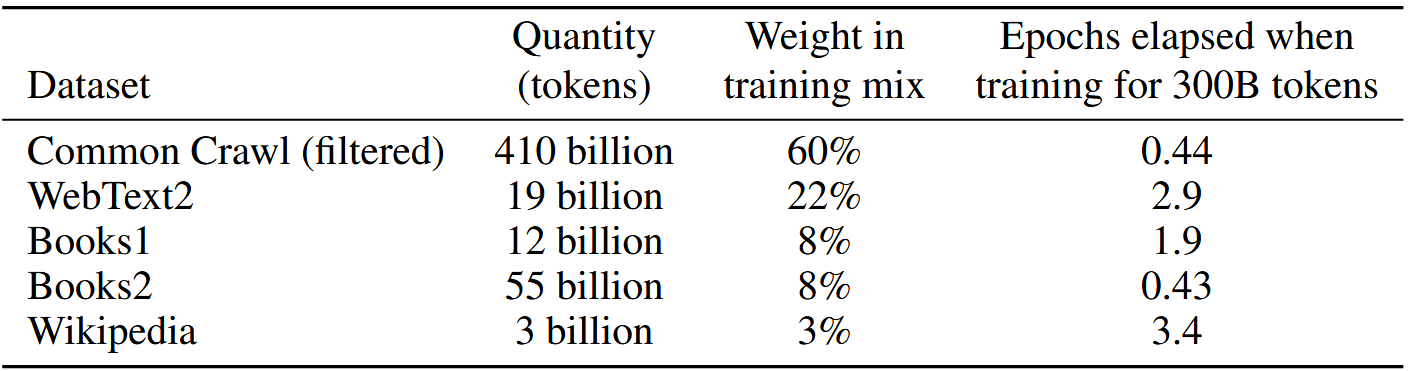 Dataset Quantity (tokens) Weight in training mix Epochs elapsed when training for 300B tokens
Common Crawl (filtered) 410 billion 60% 0.44
WebText2 19 billion 22% 2.9
Books1 12 billion 8% 1.9
Books2 55 billion 8% 0.43
Wikipedia 3 billion 3% 3.4